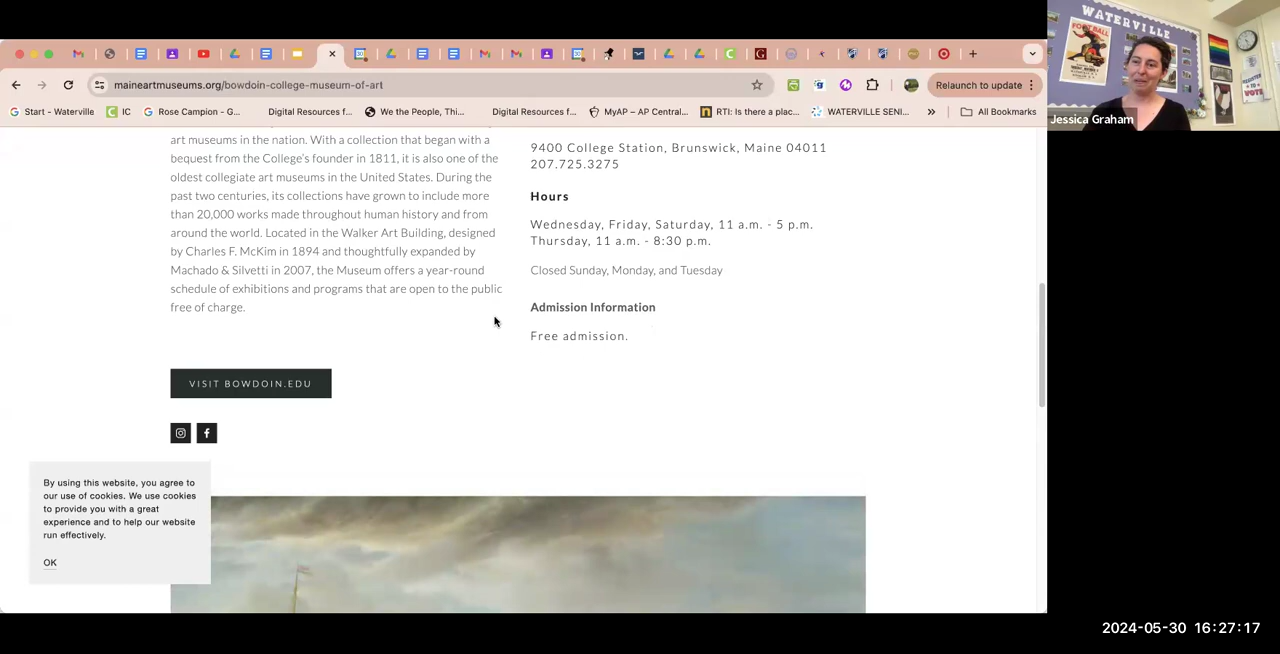 maineartmuseums.org/bowdoin-college-museum-of-art
Relaunch to update
Start – Waterville
IC
Rose Campion – G...
Digital Resources f...
We the People, Thi...
Digital Resources f...
MyAP – AP Central...
RTI: Is there a plac...
WATERVILLE SENI...
»
All Bookmarks
art museums in the nation. With a collection that began with a
bequest from the College's founder in 1811, it is also one of the
oldest collegiate art museums in the United States. During the
past two centuries, its collections have grown to include more
than 20,000 works made throughout human history and from
around the world. Located in the Walker Art Building, designed
by Charles F. McKim in 1894 and thoughtfully expanded by
Machado & Silvetti in 2007, the Museum offers a year-round
schedule of exhibitions and programs that are open to the public
free of charge.
VISIT BOWDOIN.EDU
9400 College Station, Brunswick, Maine 04011
207.725.3275
Hours
Wednesday, Friday, Saturday, 11 a.m. - 5 p.m.
Thursday, 11 a.m. - 8:30 p.m.
Closed Sunday, Monday, and Tuesday
Admission Information
Free admission.
By using this website, you agree to
our use of cookies. We use cookies
to provide you with a great
experience and to help our website
run effectively.
OK
WATERVILLE
FOOTBALL
REGISTER
TO
VOTE
Jessica Graham
2024-05-30 16:27:17